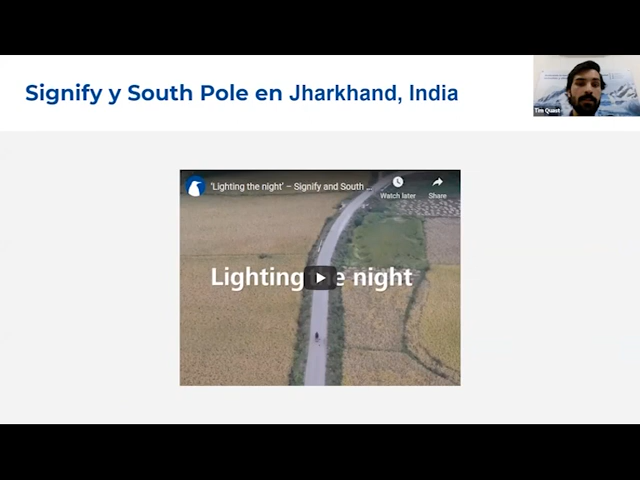 Signify y South Pole en Jharkhand, India
Tim Quast
'Lighting the night' – Signify and South ...
Watch later
Share
Lighting the night